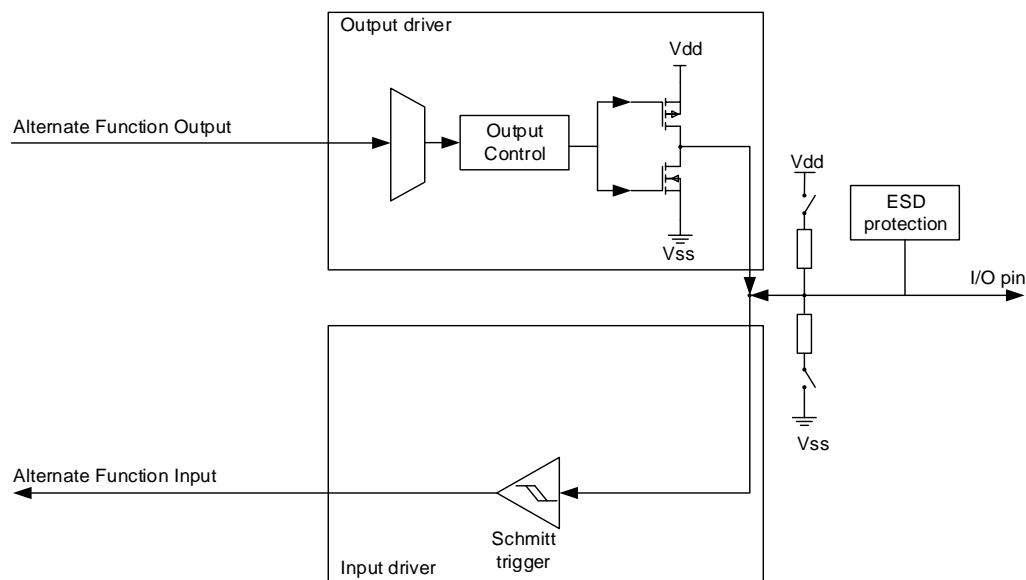 Output driver
Vdd
Alternate Function Output
Output
Control
Vss
Vdd
ESD
protection
I/O pin
Vss
Alternate Function Input
Schmitt
trigger
Input driver